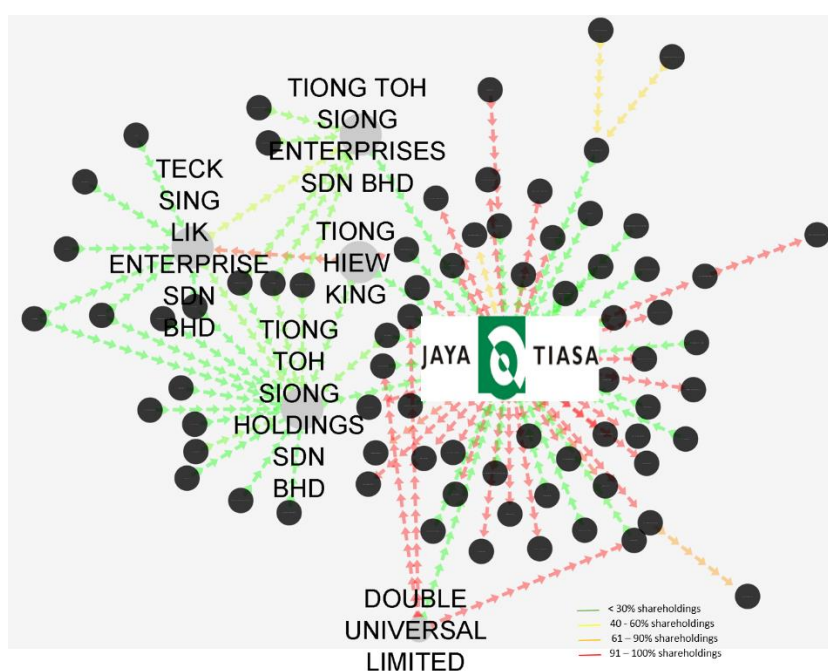 TIONG TOH
SIONG
ENTERPRISES
SDN BHD
TECK
SING
LIK
ENTERPRISE
SDN
BHD
TIONG
HIEW
KING
TIONG
TOH
SIONG
HOLDINGS
SDN
BHD
JAYA TIASA
DOUBLE
UNIVERSAL
LIMITED
< 30% shareholdings
40 - 60% shareholdings
61 – 90% shareholdings
91 – 100% shareholdings